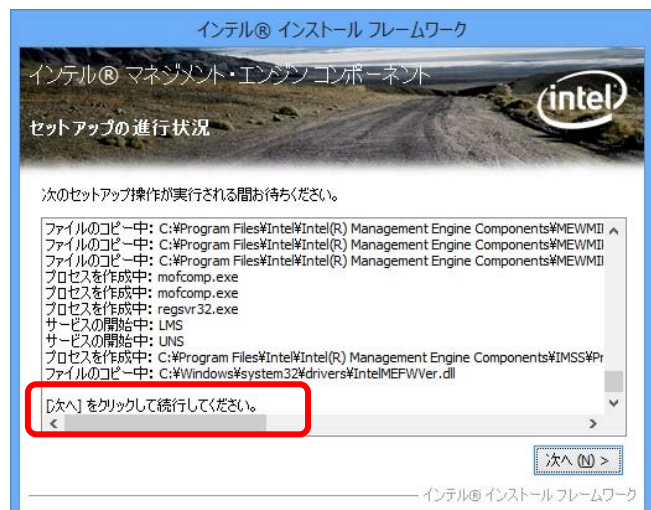 インテル® インストール フレームワーク
インテル® マネジメント・エンジン コンポーネント
intel
セットアップの進行状況
次のセットアップ操作が実行される間お待ちください。
ファイルのコピー中: C:¥Program Files¥Intel¥Intel(R) Management Engine Components¥MEWMI
ファイルのコピー中: C:¥Program Files¥Intel¥Intel(R) Management Engine Components¥MEWMI
ファイルのコピー中: C:¥Program Files¥Intel¥Intel(R) Management Engine Components¥MEWMI
プロセスを作成中: mofcomp.exe
プロセスを作成中: mofcomp.exe
プロセスを作成中: regsvr32.exe
サービスの開始中: LMS
サービスの開始中: UNS
プロセスを作成中: C:¥Program Files¥Intel¥Intel(R) Management Engine Components¥IMSS¥Pr
ファイルのコピー中: C:¥Windows¥system32¥drivers¥IntelMEFWVer.dll
[次へ] をクリックして続行してください。
次へ (N) >
インテル® インストール フレームワーク